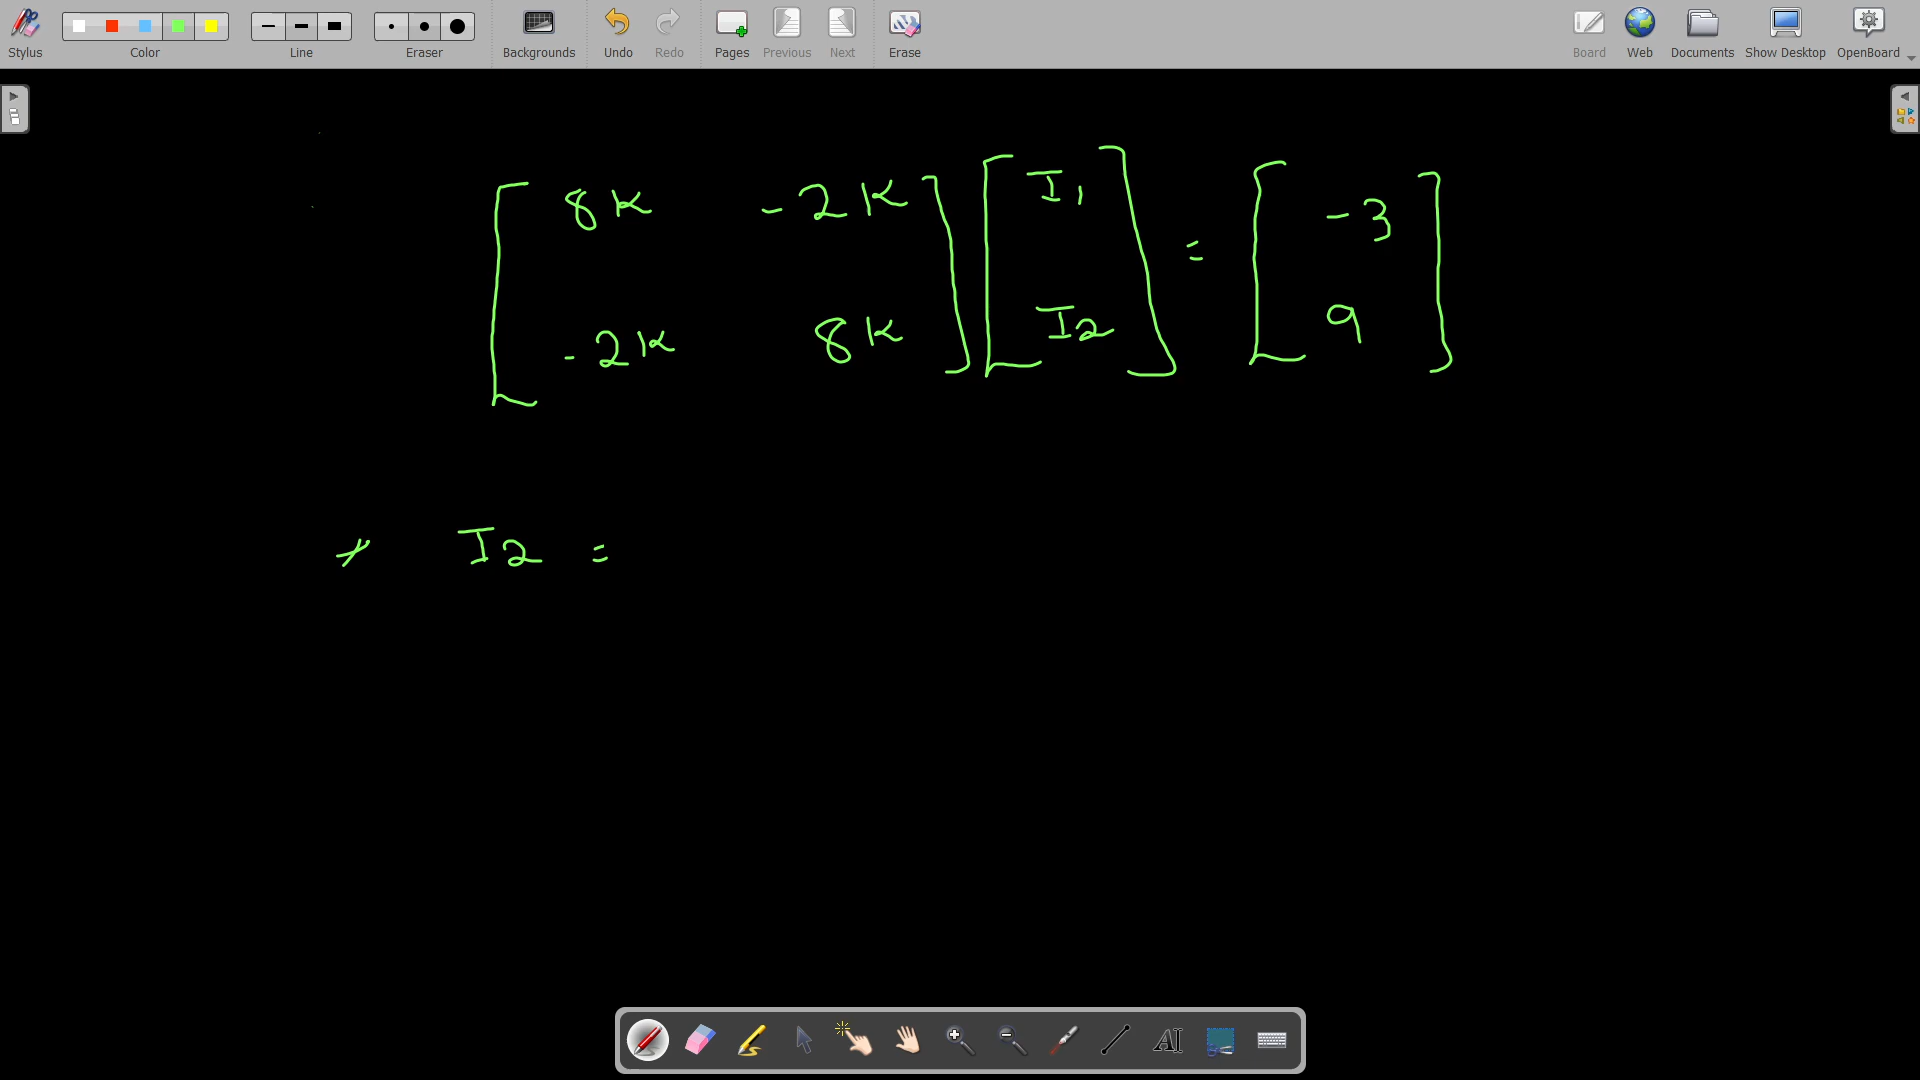 Stylus Color Line Eraser Backgrounds Undo Redo Pages Previous Next Erase Board Web Documents Show Desktop OpenBoard
8K -2K I1 = -3
-2K 8K I2 9
* I2 =